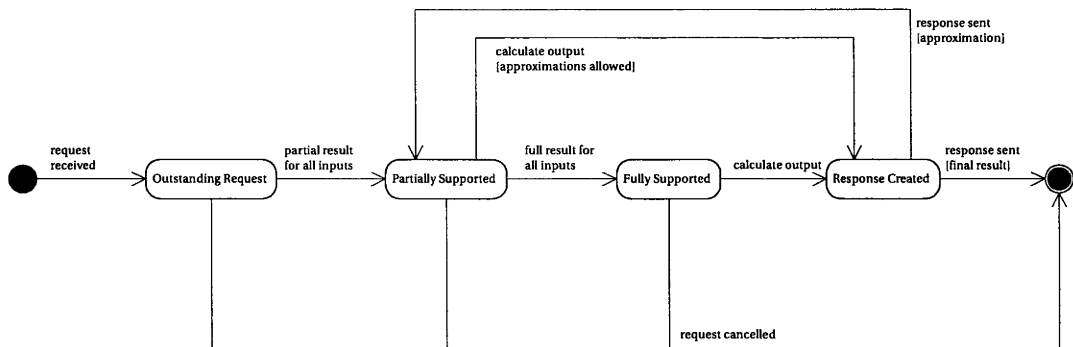 response sent
[approximation]
calculate output
[approximations allowed]
request
received
partial result
for all inputs
full result for
all inputs
calculate output
response sent
[final result]
Outstanding Request
Partially Supported
Fully Supported
Response Created
request cancelled